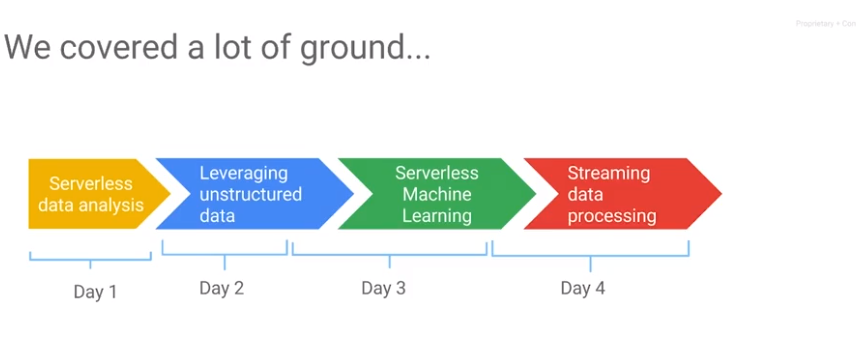 Proprietary + Con
We covered a lot of ground...
Serverless
data analysis
Leveraging
unstructured
data
Serverless
Machine
Learning
Streaming
data
processing
Day 1
Day 2
Day 3
Day 4